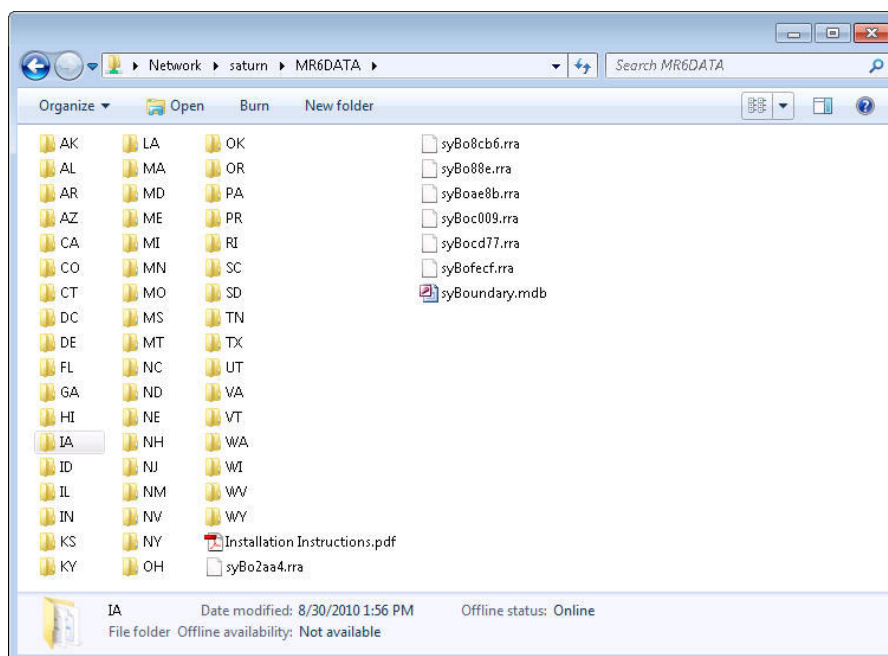 Network saturn MR6DATA Search MR6DATA
Organize Open Burn New folder
AK LA OK syBo8cb6.rra
AL MA OR syBo88e.rra
AR MD PA syBoae8b.rra
AZ ME PR syBoc009.rra
CA MI RI syBocd77.rra
CO MN SC syBofecf.rra
CT MO SD syBoundary.mdb
DC MS TN
DE MT TX
FL NC UT
GA ND VA
HI NE VT
IA NH WA
ID NJ WI
IL NM WV
IN NV WY
KS NY Installation Instructions.pdf
KY OH syBo2aa4.rra
IA Date modified: 8/30/2010 1:56 PM Offline status: Online
File folder Offline availability: Not available